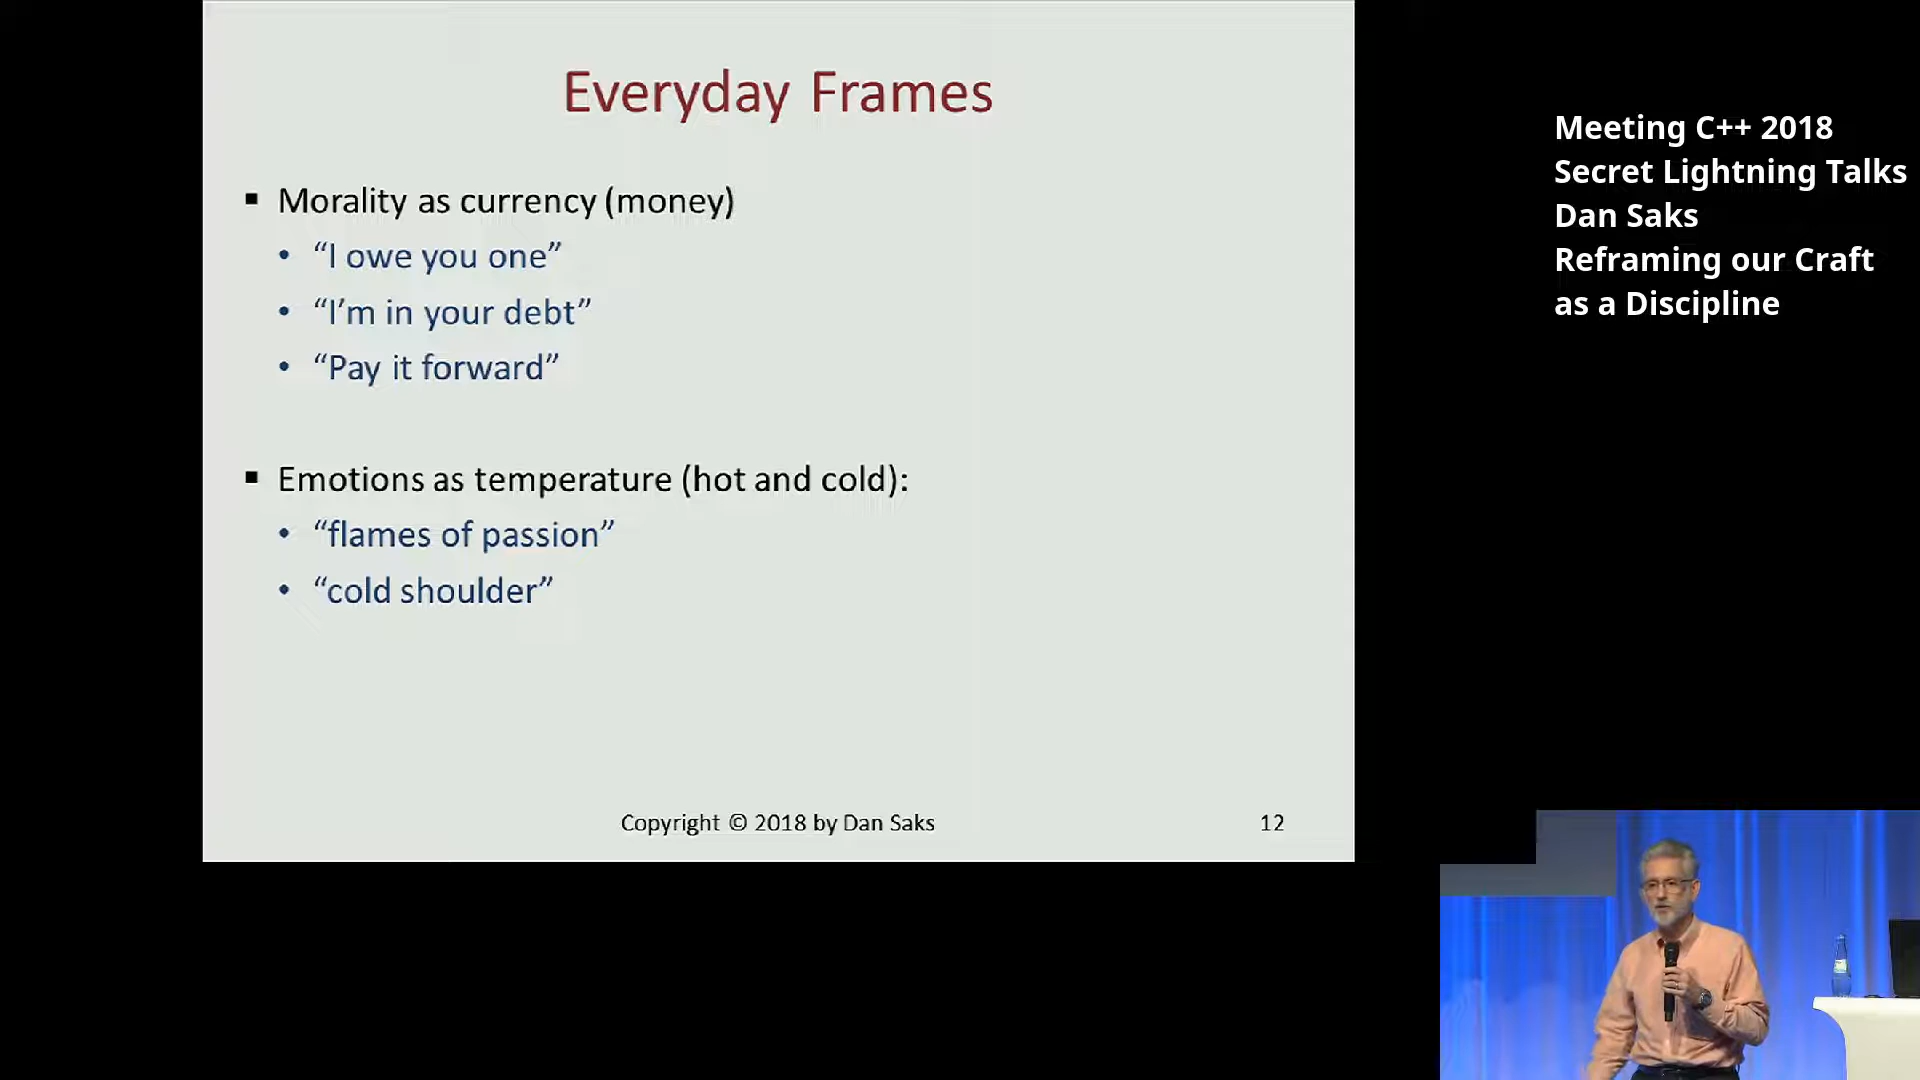 Everyday Frames
▪ Morality as currency (money)
• “I owe you one”
• “I’m in your debt”
• “Pay it forward”
▪ Emotions as temperature (hot and cold):
• “flames of passion”
• “cold shoulder”
Copyright © 2018 by Dan Saks
12
Meeting C++ 2018
Secret Lightning Talks
Dan Saks
Reframing our Craft
as a Discipline